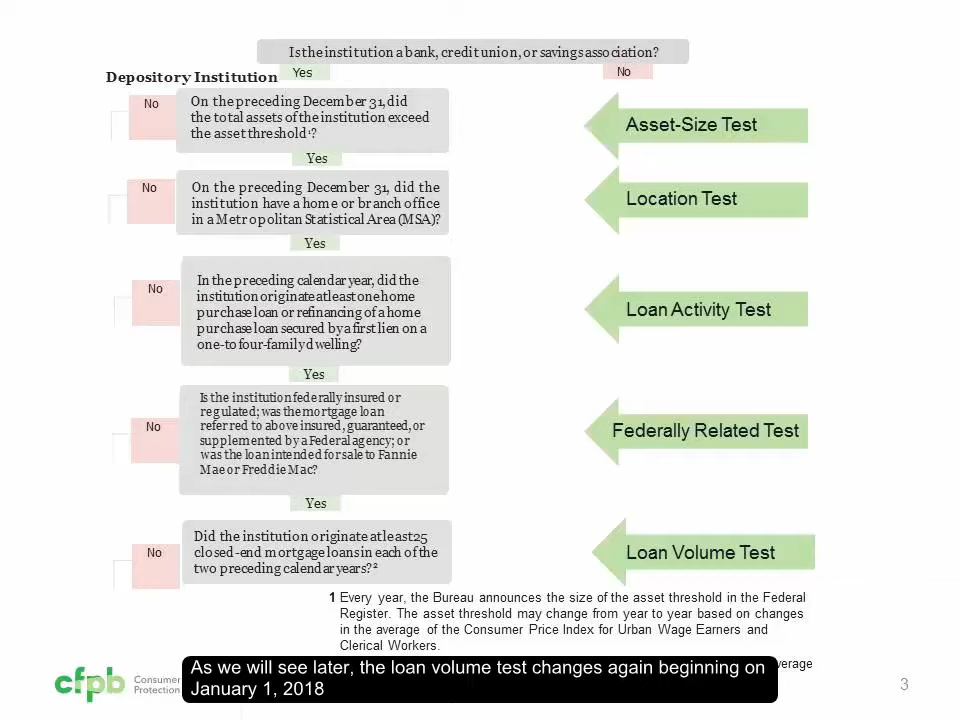 Is the institution a bank, credit union, or savings association?
Depository Institution
Yes
No
No
On the preceding December 31, did
the total assets of the institution exceed
the asset threshold¹?
Asset-Size Test
Yes
No
On the preceding December 31, did the
institution have a home or branch office
in a Metropolitan Statistical Area (MSA)?
Location Test
Yes
No
In the preceding calendar year, did the
institution originate at least one home
purchase loan or refinancing of a home
purchase loan secured by a first lien on a
one-to four-family dwelling?
Loan Activity Test
Yes
No
Is the institution federally insured or
regulated; was the mortgage loan
referred to above insured, guaranteed, or
supplemented by a Federal agency; or
was the loan intended for sale to Fannie
Mae or Freddie Mac?
Federally Related Test
Yes
No
Did the institution originate at least 25
closed-end mortgage loans in each of the
two preceding calendar years?²
Loan Volume Test
1 Every year, the Bureau announces the size of the asset threshold in the Federal
Register. The asset threshold may change from year to year based on changes
in the average of the Consumer Price Index for Urban Wage Earners and
Clerical Workers.
verage
As we will see later, the loan volume test changes again beginning on
January 1, 2018
cfpb
Consumer
Protection
3